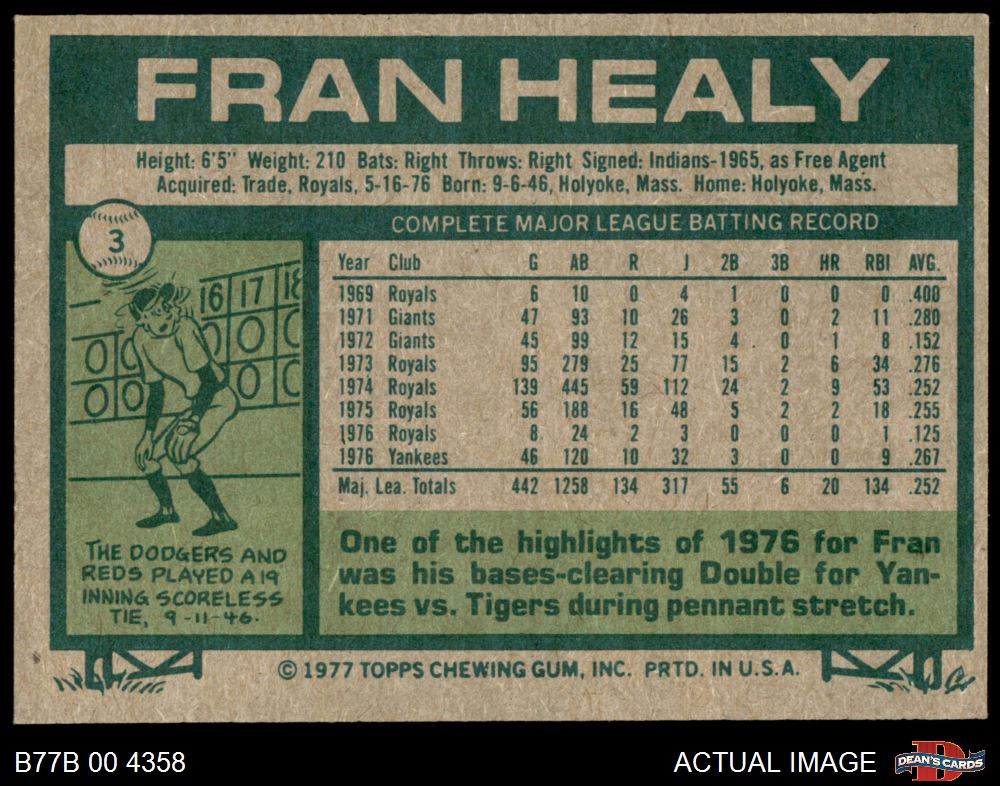 FRAN HEALY
Height: 6'5" Weight: 210 Bats: Right Throws: Right Signed: Indians-1965, as Free Agent
Acquired: Trade, Royals, 5-16-76 Born: 9-6-46, Holyoke, Mass. Home: Holyoke, Mass.
3
COMPLETE MAJOR LEAGUE BATTING RECORD
Year Club G AB R J 2B 3B HR RBI AVG.
1969 Royals 6 10 0 4 1 0 0 0 .400
1971 Giants 47 93 10 26 3 0 2 11 .280
1972 Giants 45 99 12 15 4 0 1 8 .152
1973 Royals 95 279 25 77 15 2 6 34 .276
1974 Royals 139 445 59 112 24 2 9 53 .252
1975 Royals 56 188 16 48 5 2 2 18 .255
1976 Royals 8 24 2 3 0 0 0 1 .125
1976 Yankees 46 120 10 32 3 0 0 9 .267
Maj. Lea. Totals 442 1258 134 317 55 6 20 134 .252
16 17 18
0 0 0 0
0 0 0 0
THE DODGERS AND
REDS PLAYED A 19
INNING SCORELESS
TIE, 9-11-46.
One of the highlights of 1976 for Fran
was his bases-clearing Double for Yan-
kees vs. Tigers during pennant stretch.
© 1977 TOPPS CHEWING GUM, INC. PRTD. IN U.S.A.
B77B 00 4358
ACTUAL IMAGE
D
DEAN'S CARDS